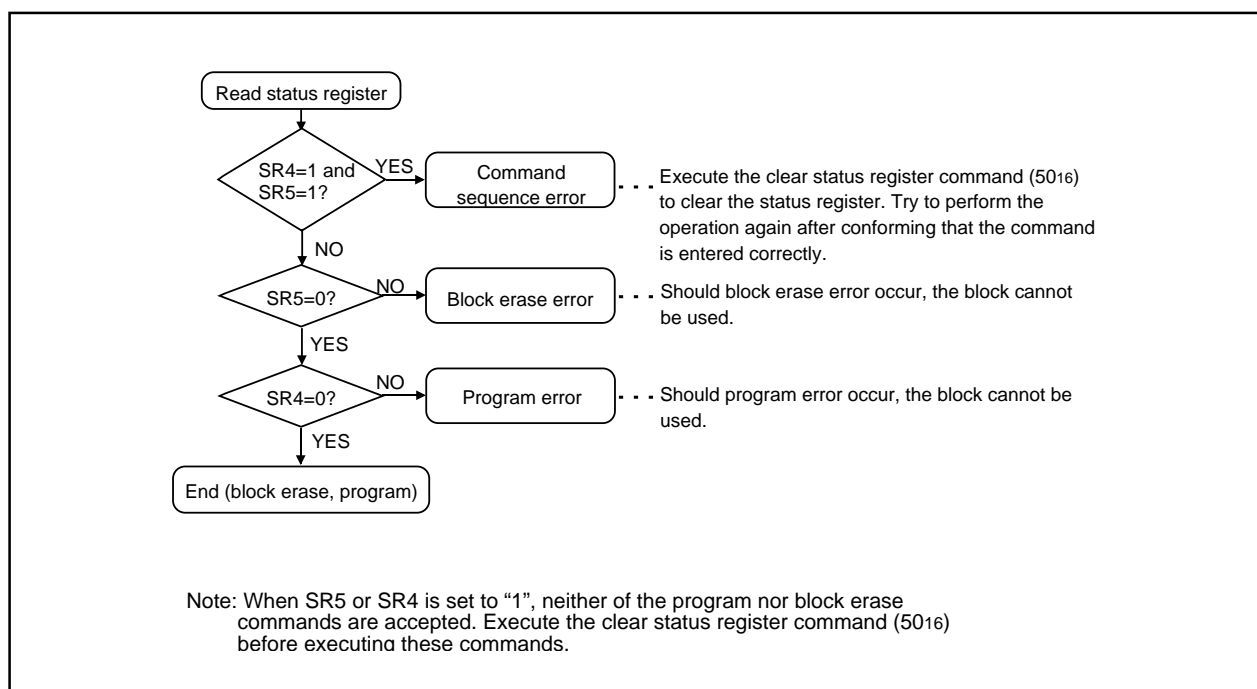 Read status register
SR4=1 and
SR5=1?
YES
Command
sequence error
Execute the clear status register command (5016)
to clear the status register. Try to perform the
operation again after conforming that the command
is entered correctly.
NO
SR5=0?
NO
Block erase error
Should block erase error occur, the block cannot
be used.
YES
SR4=0?
NO
Program error
Should program error occur, the block cannot be
used.
YES
End (block erase, program)
Note: When SR5 or SR4 is set to “1”, neither of the program nor block erase
commands are accepted. Execute the clear status register command (5016)
before executing these commands.